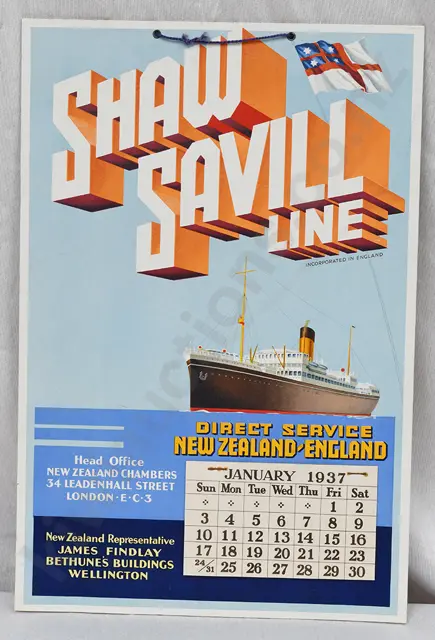 SHAW
SAVILL
LINE
INCORPORATED IN ENGLAND
DIRECT SERVICE
NEW ZEALAND-ENGLAND
Head Office
NEW ZEALAND CHAMBERS
34 LEADENHALL STREET
LONDON·E·C·3
New Zealand Representative
JAMES FINDLAY
BETHUNE'S BUILDINGS
WELLINGTON
JANUARY 1937
Sun Mon Tue Wed Thu Fri Sat
1 2
3 4 5 6 7 8 9
10 11 12 13 14 15 16
17 18 19 20 21 22 23
24/31 25 26 27 28 29 30